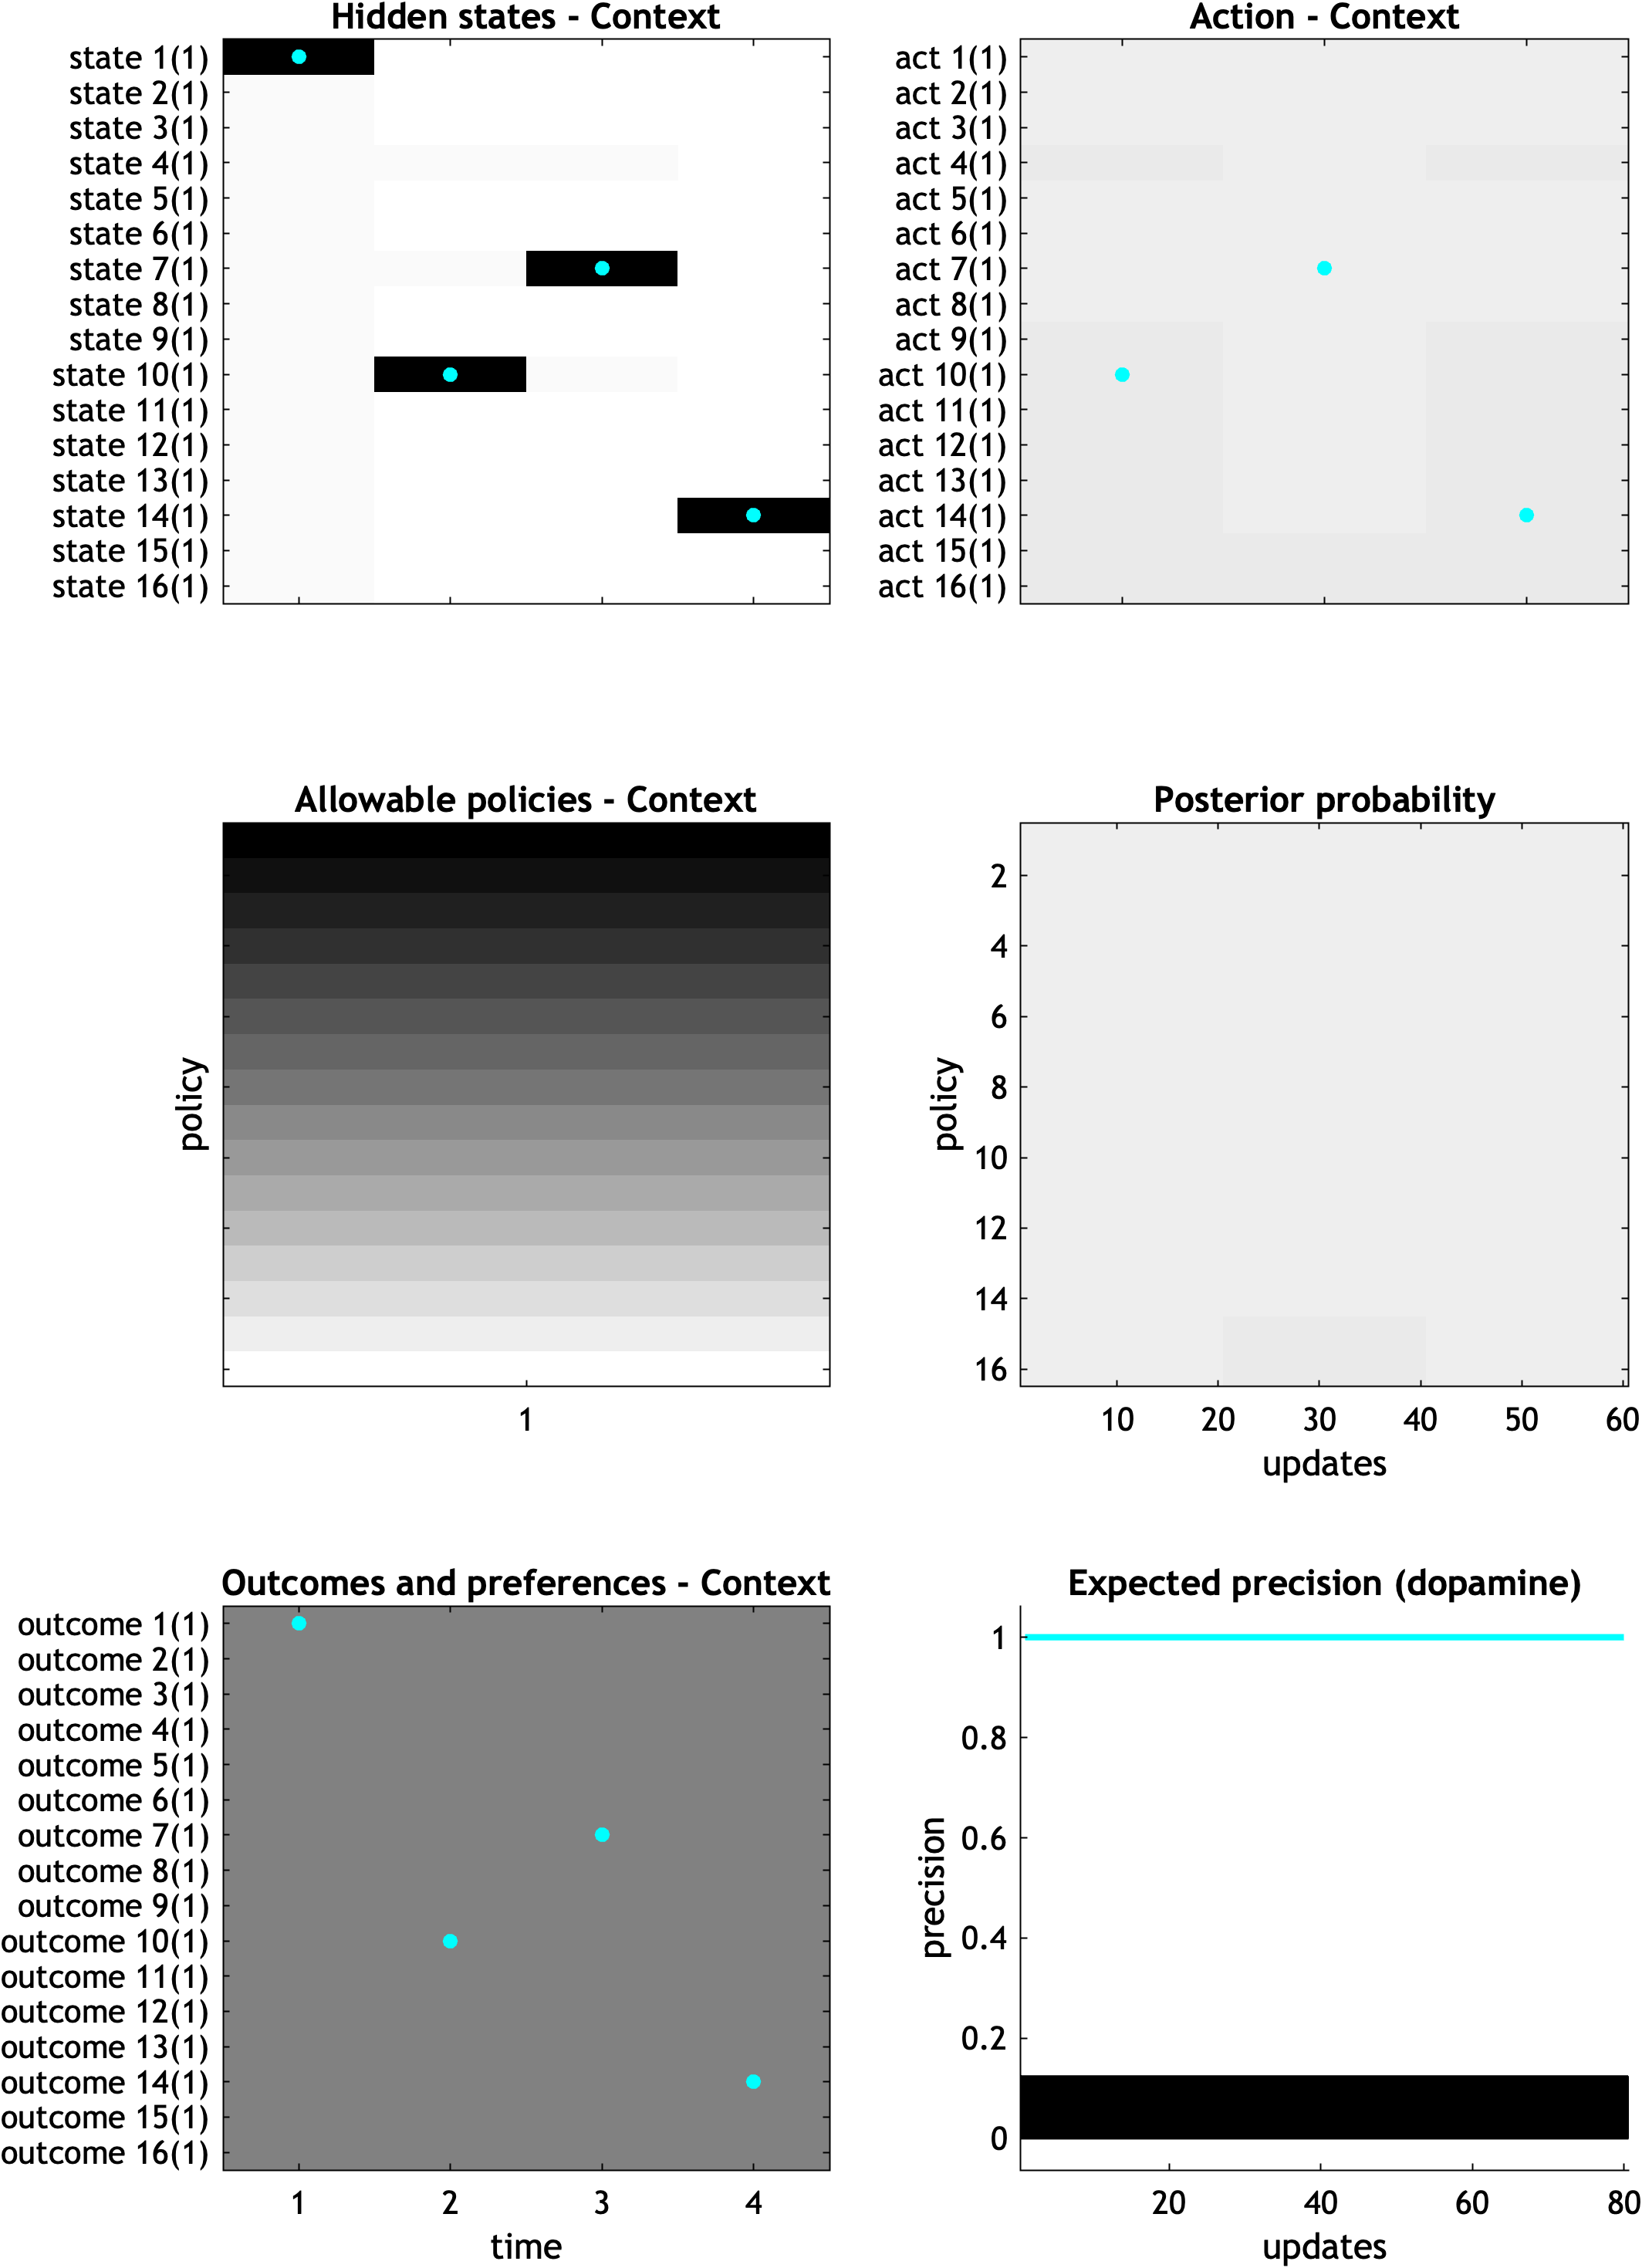 Hidden states - Context
state 1(1)
state 2(1)
state 3(1)
state 4(1)
state 5(1)
state 6(1)
state 7(1)
state 8(1)
state 9(1)
state 10(1)
state 11(1)
state 12(1)
state 13(1)
state 14(1)
state 15(1)
state 16(1)
Action - Context
act 1(1)
act 2(1)
act 3(1)
act 4(1)
act 5(1)
act 6(1)
act 7(1)
act 8(1)
act 9(1)
act 10(1)
act 11(1)
act 12(1)
act 13(1)
act 14(1)
act 15(1)
act 16(1)
Allowable policies - Context
policy
1
Posterior probability
policy
2
4
6
8
10
12
14
16
10 20 30 40 50 60
updates
Outcomes and preferences - Context
outcome 1(1)
outcome 2(1)
outcome 3(1)
outcome 4(1)
outcome 5(1)
outcome 6(1)
outcome 7(1)
outcome 8(1)
outcome 9(1)
outcome 10(1)
outcome 11(1)
outcome 12(1)
outcome 13(1)
outcome 14(1)
outcome 15(1)
outcome 16(1)
1 2 3 4
time
Expected precision (dopamine)
precision
1
0.8
0.6
0.4
0.2
0
20 40 60 80
updates